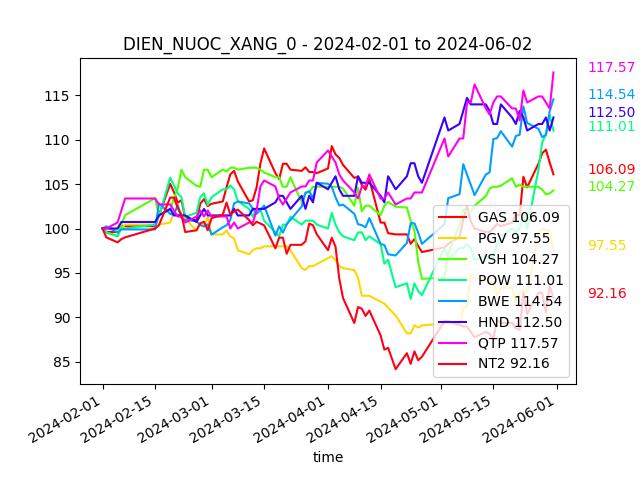 DIEN_NUOC_XANG_0 - 2024-02-01 to 2024-06-02
117.57
114.54
112.50
111.01
106.09
104.27
97.55
92.16
115
110
105
100
95
90
85
GAS 106.09
PGV 97.55
VSH 104.27
POW 111.01
BWE 114.54
HND 112.50
QTP 117.57
NT2 92.16
2024-02-01
2024-02-15
2024-03-01
2024-03-15
2024-04-01
2024-04-15
2024-05-01
2024-05-15
2024-06-01
time